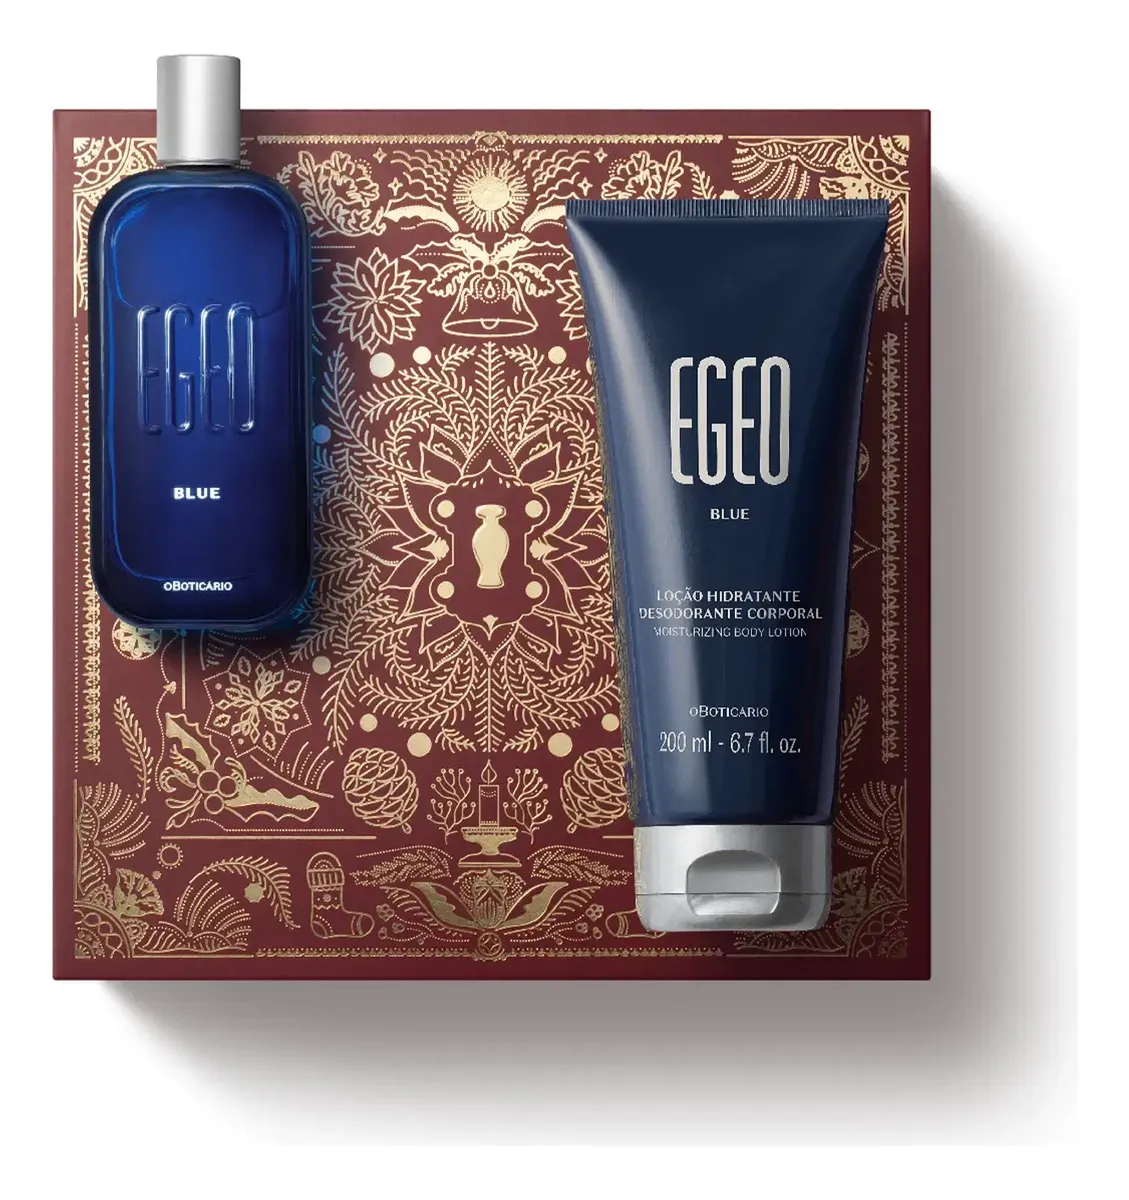 EGEO
BLUE
oBOTICÁRIO
EGEO
BLUE
LOÇÃO HIDRATANTE
DESODORANTE CORPORAL
MOISTURIZING BODY LOTION
oBOTICÁRIO
200 ml - 6.7 fl. oz.